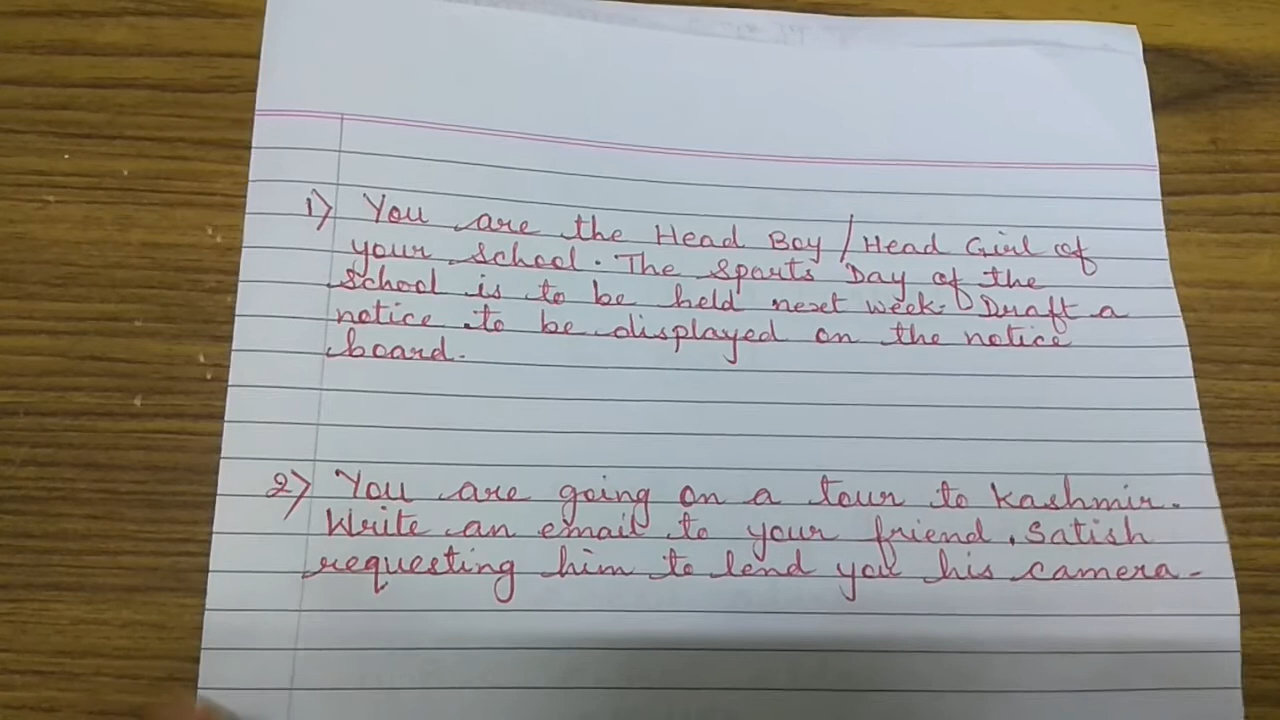 1) You are the Head Boy / Head Girl of
your school. The Sports Day of the
school is to be held next week. Draft a
notice to be displayed on the notice
board.
2) You are going on a tour to Kashmir.
Write an email to your friend, Satish
requesting him to lend you his camera.